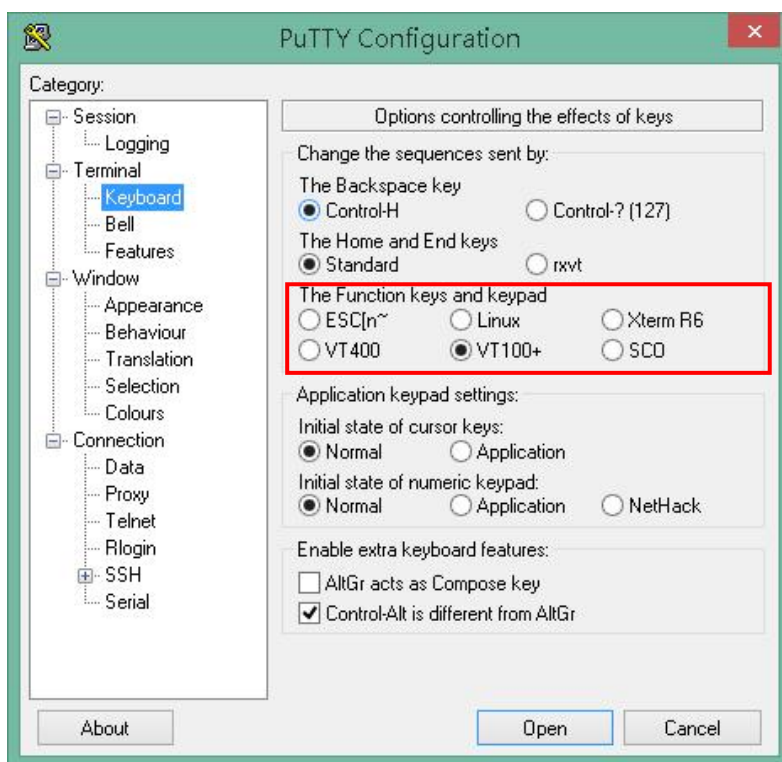 PuTTY Configuration
Category:
Session
Logging
Terminal
Keyboard
Bell
Features
Window
Appearance
Behaviour
Translation
Selection
Colours
Connection
Data
Proxy
Telnet
Rlogin
SSH
Serial
Options controlling the effects of keys
Change the sequences sent by:
The Backspace key
Control-H Control-? (127)
The Home and End keys
Standard rxvt
The Function keys and keypad
ESC[n~ Linux Xterm R6
VT400 VT100+ SCO
Application keypad settings:
Initial state of cursor keys:
Normal Application
Initial state of numeric keypad:
Normal Application NetHack
Enable extra keyboard features:
AltGr acts as Compose key
Control-Alt is different from AltGr
About Open Cancel